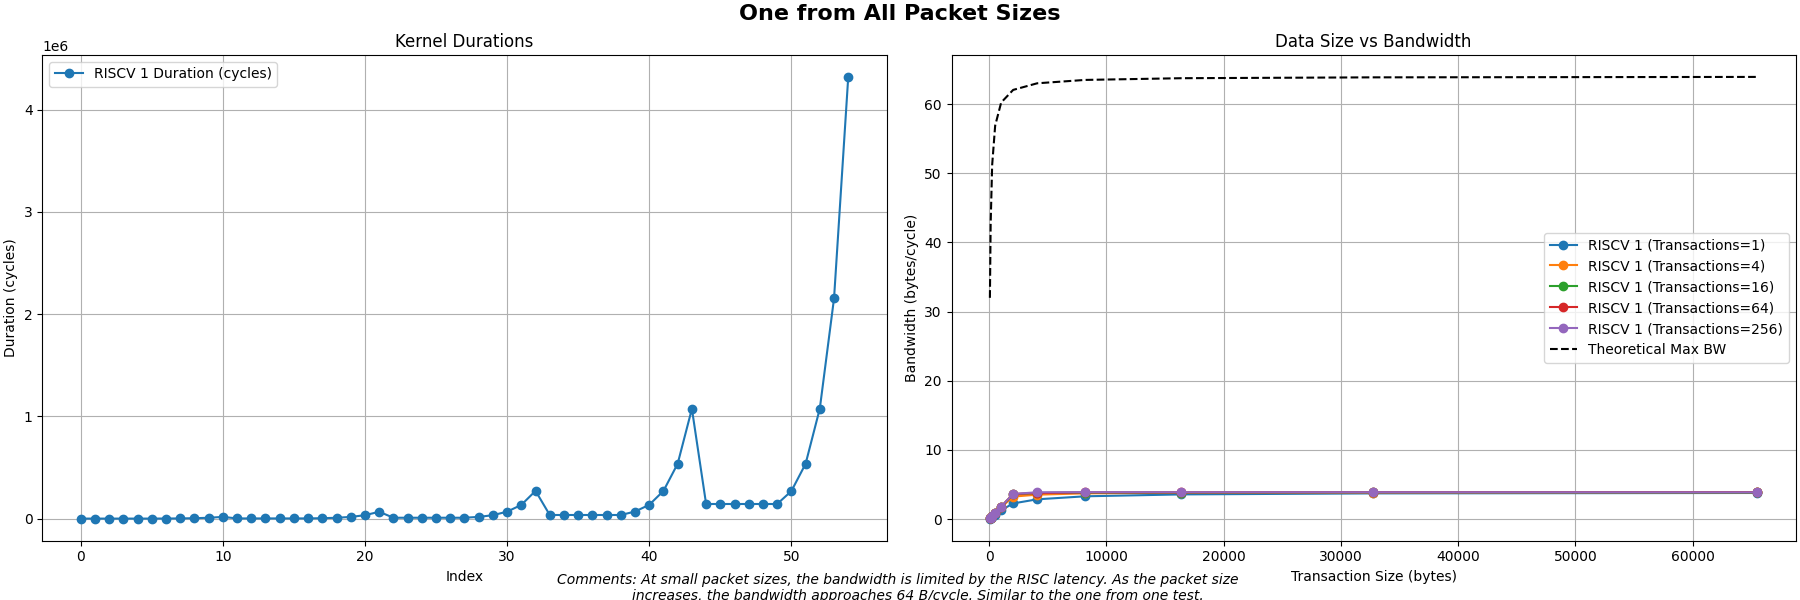 One from All Packet Sizes
Kernel Durations
1e6
RISCV 1 Duration (cycles)
Duration (cycles)
4
3
2
1
0
0 10 20 30 40 50
Index
Data Size vs Bandwidth
Bandwidth (bytes/cycle)
60
50
40
30
20
10
0
RISCV 1 (Transactions=1)
RISCV 1 (Transactions=4)
RISCV 1 (Transactions=16)
RISCV 1 (Transactions=64)
RISCV 1 (Transactions=256)
Theoretical Max BW
0 10000 20000 30000 40000 50000 60000
Transaction Size (bytes)
Comments: At small packet sizes, the bandwidth is limited by the RISC latency. As the packet size
increases, the bandwidth approaches 64 B/cycle. Similar to the one from one test.